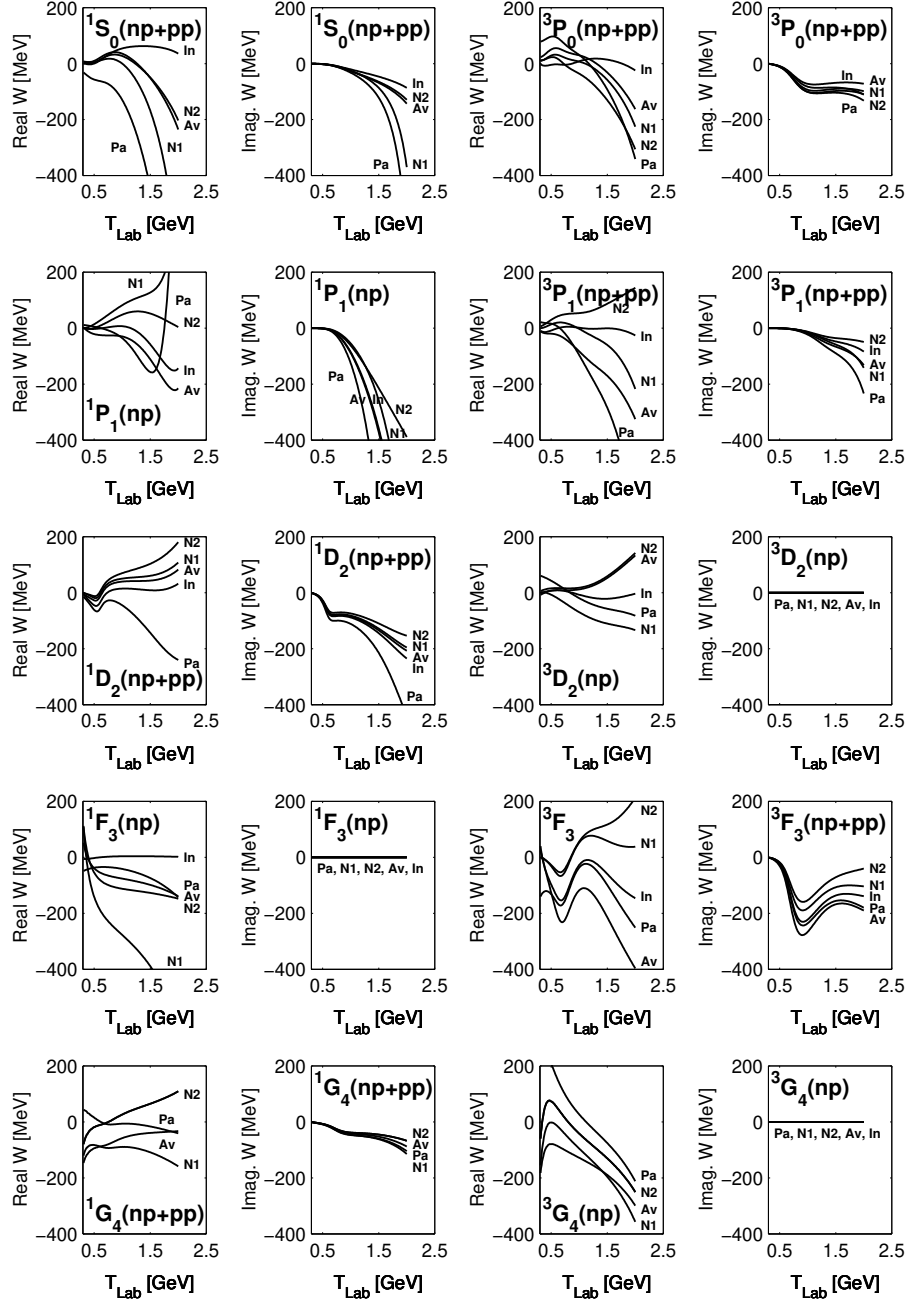 ¹S₀(np+pp)
Real W [MeV]
200
0
−200
−400
In
N2
Av
N1
Pa
0.5 1.5 2.5
T_Lab [GeV]
¹S₀(np+pp)
Imag. W [MeV]
200
0
−200
−400
In
N2
Av
Pa
N1
0.5 1.5 2.5
T_Lab [GeV]
³P₀(np+pp)
Real W [MeV]
200
0
−200
−400
In
Av
N1
N2
Pa
0.5 1.5 2.5
T_Lab [GeV]
³P₀(np+pp)
Imag. W [MeV]
200
0
−200
−400
In
Av
N1
N2
Pa
0.5 1.5 2.5
T_Lab [GeV]
Real W [MeV]
200
0
−200
−400
N1
Pa
N2
In
Av
¹P₁(np)
0.5 1.5 2.5
T_Lab [GeV]
¹P₁(np)
Imag. W [MeV]
200
0
−200
−400
Pa
Av
In
N2
N1
0.5 1.5 2.5
T_Lab [GeV]
³P₁(np+pp)
Real W [MeV]
200
0
−200
−400
N2
In
N1
Av
Pa
0.5 1.5 2.5
T_Lab [GeV]
³P₁(np+pp)
Imag. W [MeV]
200
0
−200
−400
N2
In
Av
N1
Pa
0.5 1.5 2.5
T_Lab [GeV]
Real W [MeV]
200
0
−200
−400
N2
N1
Av
In
Pa
¹D₂(np+pp)
0.5 1.5 2.5
T_Lab [GeV]
¹D₂(np+pp)
Imag. W [MeV]
200
0
−200
−400
N2
N1
Av
In
Pa
0.5 1.5 2.5
T_Lab [GeV]
Real W [MeV]
200
0
−200
−400
N2
Av
In
Pa
N1
³D₂(np)
0.5 1.5 2.5
T_Lab [GeV]
³D₂(np)
Imag. W [MeV]
200
0
−200
−400
Pa, N1, N2, Av, In
0.5 1.5 2.5
T_Lab [GeV]
¹F₃(np)
Real W [MeV]
200
0
−200
−400
In
Pa
Av
N2
N1
0.5 1.5 2.5
T_Lab [GeV]
¹F₃(np)
Imag. W [MeV]
200
0
−200
−400
Pa, N1, N2, Av, In
0.5 1.5 2.5
T_Lab [GeV]
³F₃
Real W [MeV]
200
0
−200
−400
N2
N1
In
Pa
Av
0.5 1.5 2.5
T_Lab [GeV]
³F₃(np+pp)
Imag. W [MeV]
200
0
−200
−400
N2
N1
In
Pa
Av
0.5 1.5 2.5
T_Lab [GeV]
Real W [MeV]
200
0
−200
−400
N2
Pa
Av
N1
¹G₄(np+pp)
0.5 1.5 2.5
T_Lab [GeV]
¹G₄(np+pp)
Imag. W [MeV]
200
0
−200
−400
N2
Av
Pa
N1
0.5 1.5 2.5
T_Lab [GeV]
Real W [MeV]
200
0
−200
−400
Pa
N2
Av
N1
³G₄(np)
0.5 1.5 2.5
T_Lab [GeV]
³G₄(np)
Imag. W [MeV]
200
0
−200
−400
Pa, N1, N2, Av, In
0.5 1.5 2.5
T_Lab [GeV]